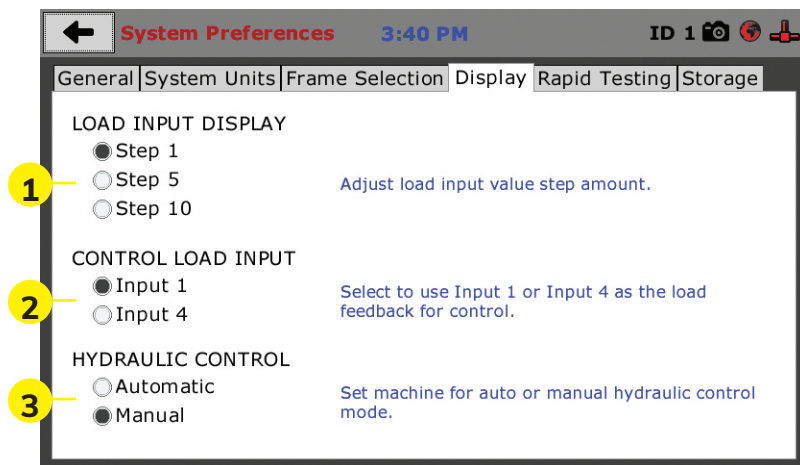 System Preferences 3:40 PM ID 1
General System Units Frame Selection Display Rapid Testing Storage
LOAD INPUT DISPLAY
Step 1
1 Step 5 Adjust load input value step amount.
Step 10
CONTROL LOAD INPUT
Input 1
2 Select to use Input 1 or Input 4 as the load
Input 4 feedback for control.
HYDRAULIC CONTROL
Automatic
3 Set machine for auto or manual hydraulic control
Manual mode.